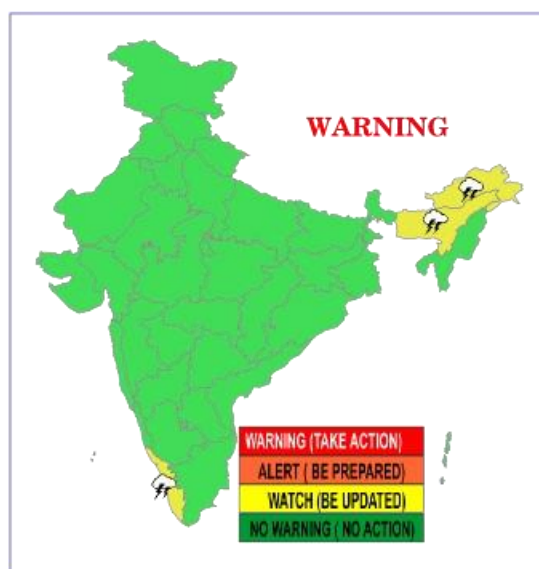 WARNING
WARNING (TAKE ACTION)
ALERT ( BE PREPARED)
WATCH (BE UPDATED)
NO WARNING ( NO ACTION)